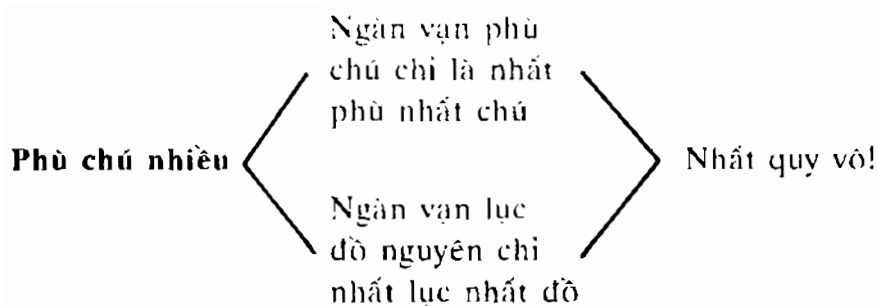 Ngàn vạn phù
chú chỉ là nhất
phù nhất chú
Phù chú nhiều
Nhất quy vô!
Ngàn vạn lục
đồ nguyên chỉ
nhất lục nhất đồ